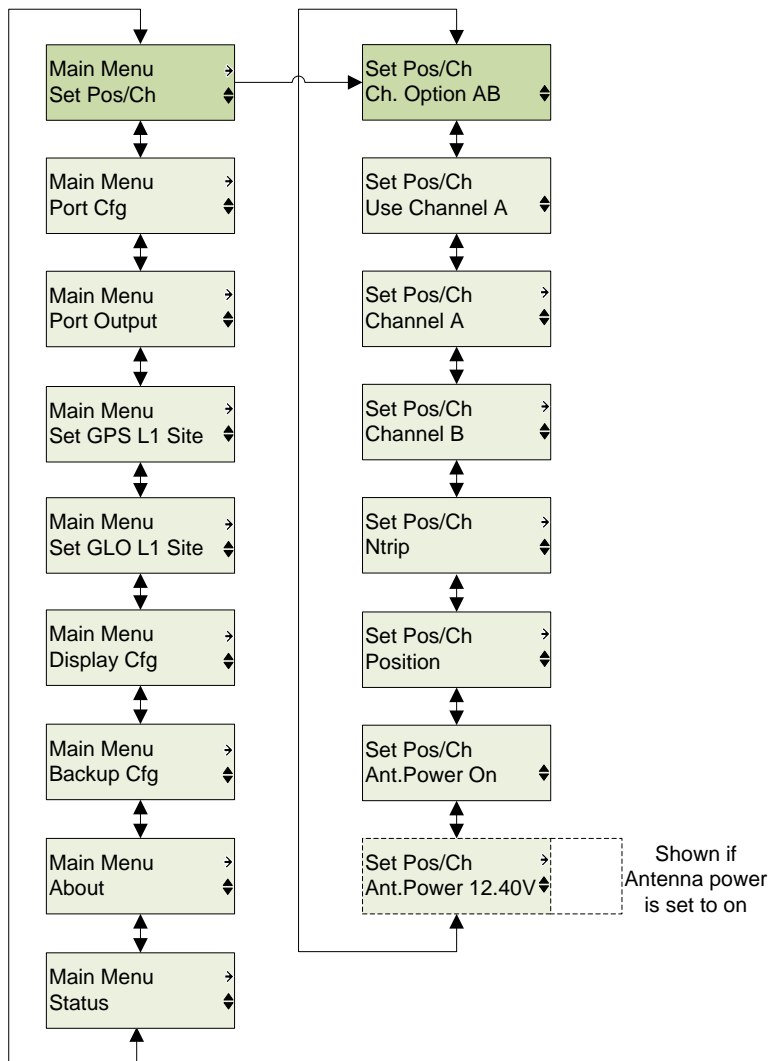 Main Menu
Set Pos/Ch
Main Menu
Port Cfg
Main Menu
Port Output
Main Menu
Set GPS L1 Site
Main Menu
Set GLO L1 Site
Main Menu
Display Cfg
Main Menu
Backup Cfg
Main Menu
About
Main Menu
Status
Set Pos/Ch
Ch. Option AB
Set Pos/Ch
Use Channel A
Set Pos/Ch
Channel A
Set Pos/Ch
Channel B
Set Pos/Ch
Ntrip
Set Pos/Ch
Position
Set Pos/Ch
Ant.Power On
Set Pos/Ch
Ant.Power 12.40V
Shown if
Antenna power
is set to on